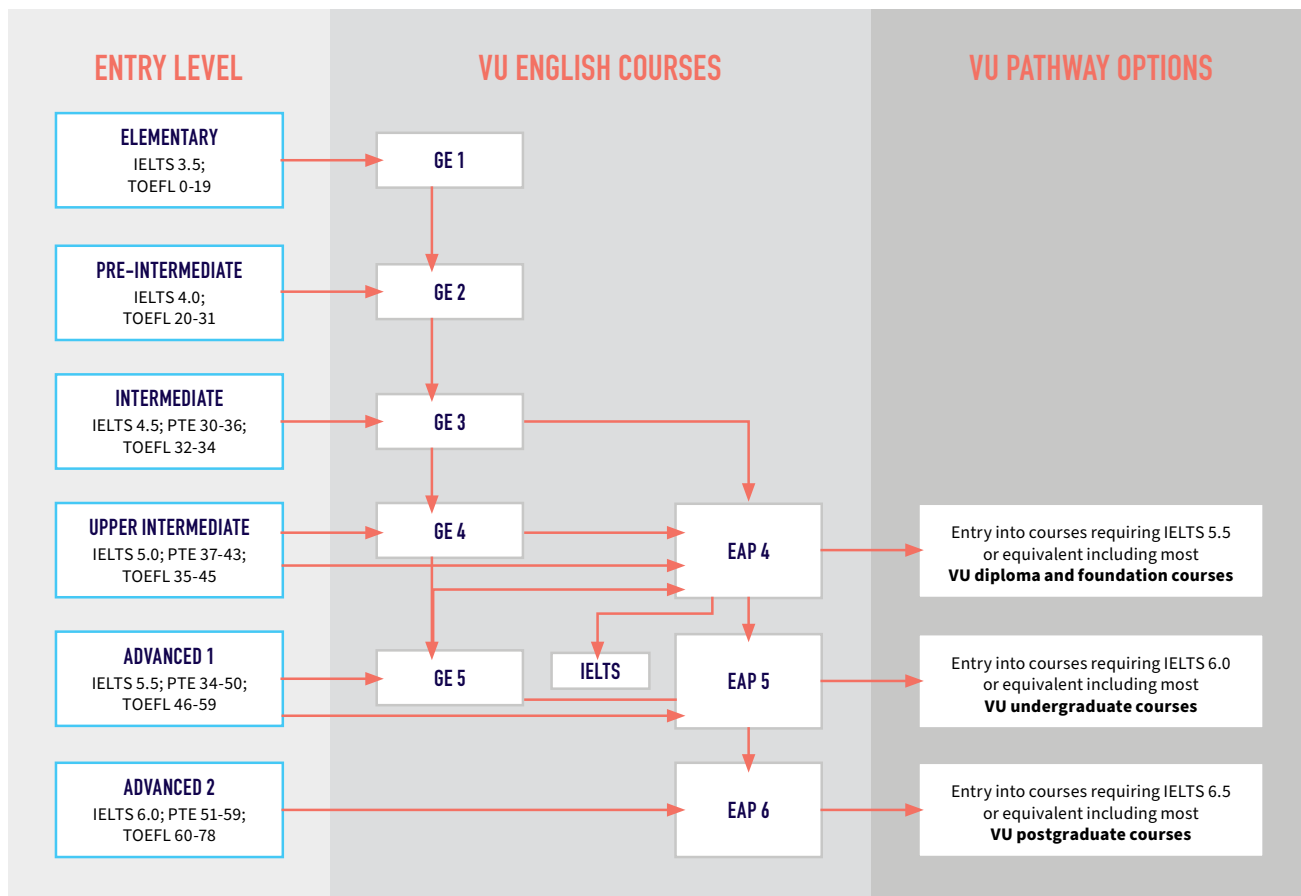 ENTRY LEVEL
VU ENGLISH COURSES
VU PATHWAY OPTIONS
ELEMENTARY
IELTS 3.5;
TOEFL 0-19
GE 1
PRE-INTERMEDIATE
IELTS 4.0;
TOEFL 20-31
GE 2
INTERMEDIATE
IELTS 4.5; PTE 30-36;
TOEFL 32-34
GE 3
UPPER INTERMEDIATE
IELTS 5.0; PTE 37-43;
TOEFL 35-45
GE 4
EAP 4
Entry into courses requiring IELTS 5.5
or equivalent including most
VU diploma and foundation courses
ADVANCED 1
IELTS 5.5; PTE 34-50;
TOEFL 46-59
GE 5
IELTS
EAP 5
Entry into courses requiring IELTS 6.0
or equivalent including most
VU undergraduate courses
ADVANCED 2
IELTS 6.0; PTE 51-59;
TOEFL 60-78
EAP 6
Entry into courses requiring IELTS 6.5
or equivalent including most
VU postgraduate courses